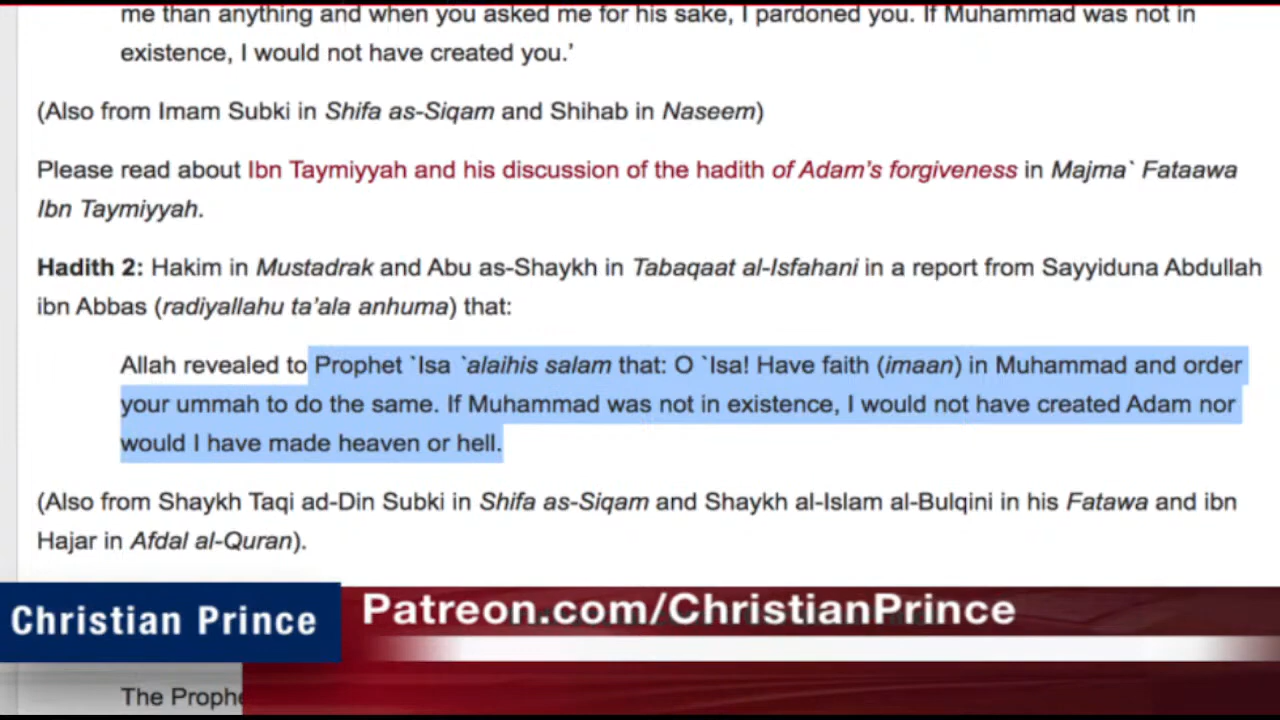 me than anything and when you asked me for his sake, I pardoned you. If Muhammad was not in
existence, I would not have created you.’
(Also from Imam Subki in Shifa as-Siqam and Shihab in Naseem)
Please read about Ibn Taymiyyah and his discussion of the hadith of Adam’s forgiveness in Majma` Fataawa
Ibn Taymiyyah.
Hadith 2: Hakim in Mustadrak and Abu as-Shaykh in Tabaqaat al-Isfahani in a report from Sayyiduna Abdullah
ibn Abbas (radiyallahu ta’ala anhuma) that:
Allah revealed to Prophet `Isa `alaihis salam that: O `Isa! Have faith (imaan) in Muhammad and order
your ummah to do the same. If Muhammad was not in existence, I would not have created Adam nor
would I have made heaven or hell.
(Also from Shaykh Taqi ad-Din Subki in Shifa as-Siqam and Shaykh al-Islam al-Bulqini in his Fatawa and ibn
Hajar in Afdal al-Quran).
Christian Prince
Patreon.com/ChristianPrince
The